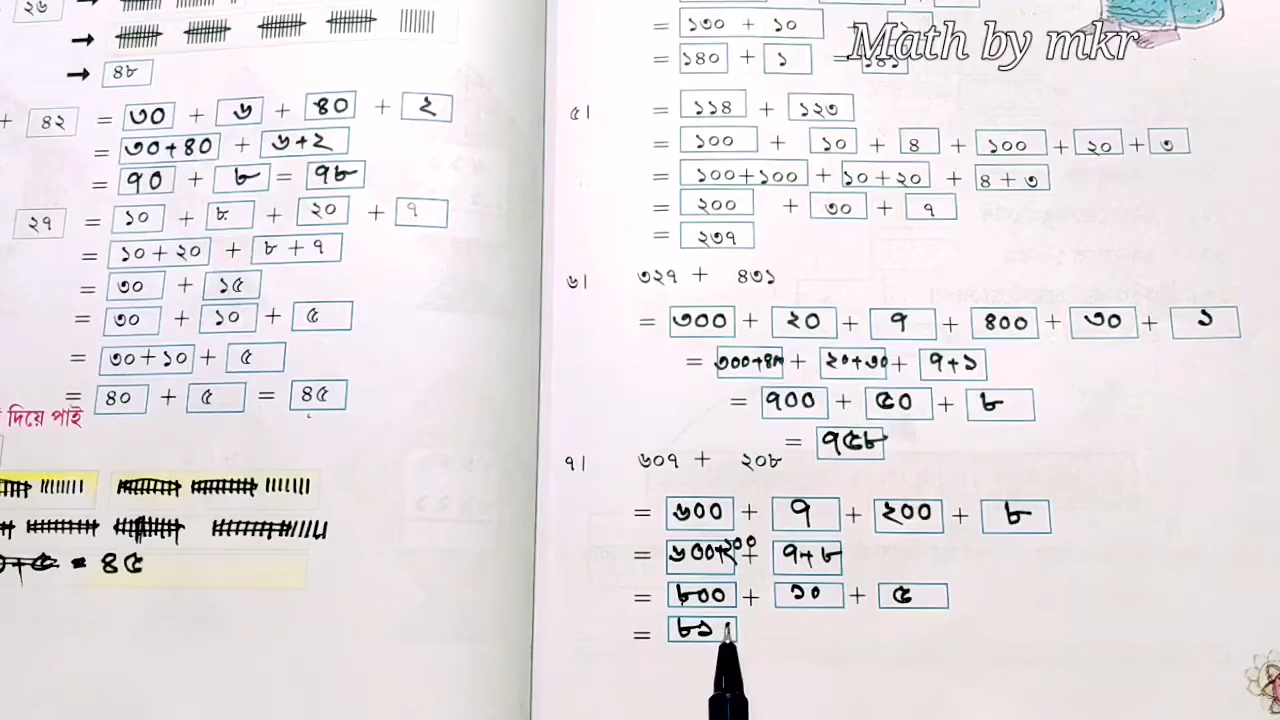 ২৬ →
→
→ ৪৮
+ ৪২ = ৩০ + ৬ + ৪০ + ২
= ৩০+৪০ + ৬+২
= ৭০ + ৮ = ৭৮
২৭ = ১০ + ৮ + ২০ + ৭
= ১০ + ২০ + ৮ + ৭
= ৩০ + ১৫
= ৩০ + ১০ + ৫
= ৩০ + ১০ + ৫
= ৪০ + ৫ = ৪৫
দিয়ে পাই
= ৪৫
= ১৩০ + ১০
= ১৪০ + ১ =
Math by mkr
৫। = ১১৪ + ১২৩
= ১০০ + ১০ + ৪ + ১০০ + ২০ + ৩
= ১০০+১০০ + ১০+২০ + ৪ + ৩
= ২০০ + ৩০ + ৭
= ২৩৭
৬। ৩২৭ + ৪৩১
= ৩০০ + ২০ + ৭ + ৪০০ + ৩০ + ১
= ৩০০+৪০ + ২০+৩০ + ৭+১
= ৭০০ + ৫০ + ৮
= ৭৫৮
৭। ৬০৭ + ২০৮
= ৬০০ + ৭ + ২০০ + ৮
= ৬০০+২০০ + ৭+৮
= ৮০০ + ১০ + ৫
= ৮১